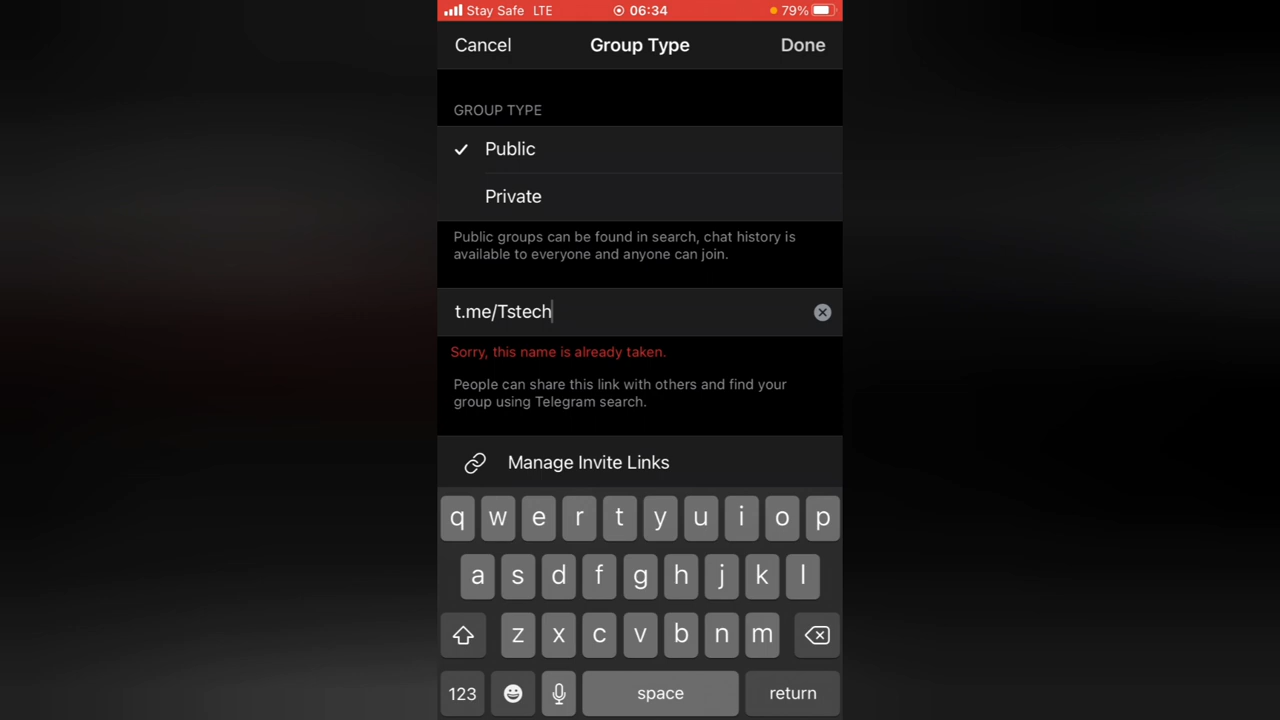 Stay Safe LTE 06:34 79%
Cancel Group Type Done
GROUP TYPE
Public
Private
Public groups can be found in search, chat history is
available to everyone and anyone can join.
t.me/Tstech
Sorry, this name is already taken.
People can share this link with others and find your
group using Telegram search.
Manage Invite Links
q w e r t y u i o p
a s d f g h j k l
z x c v b n m
123 space return